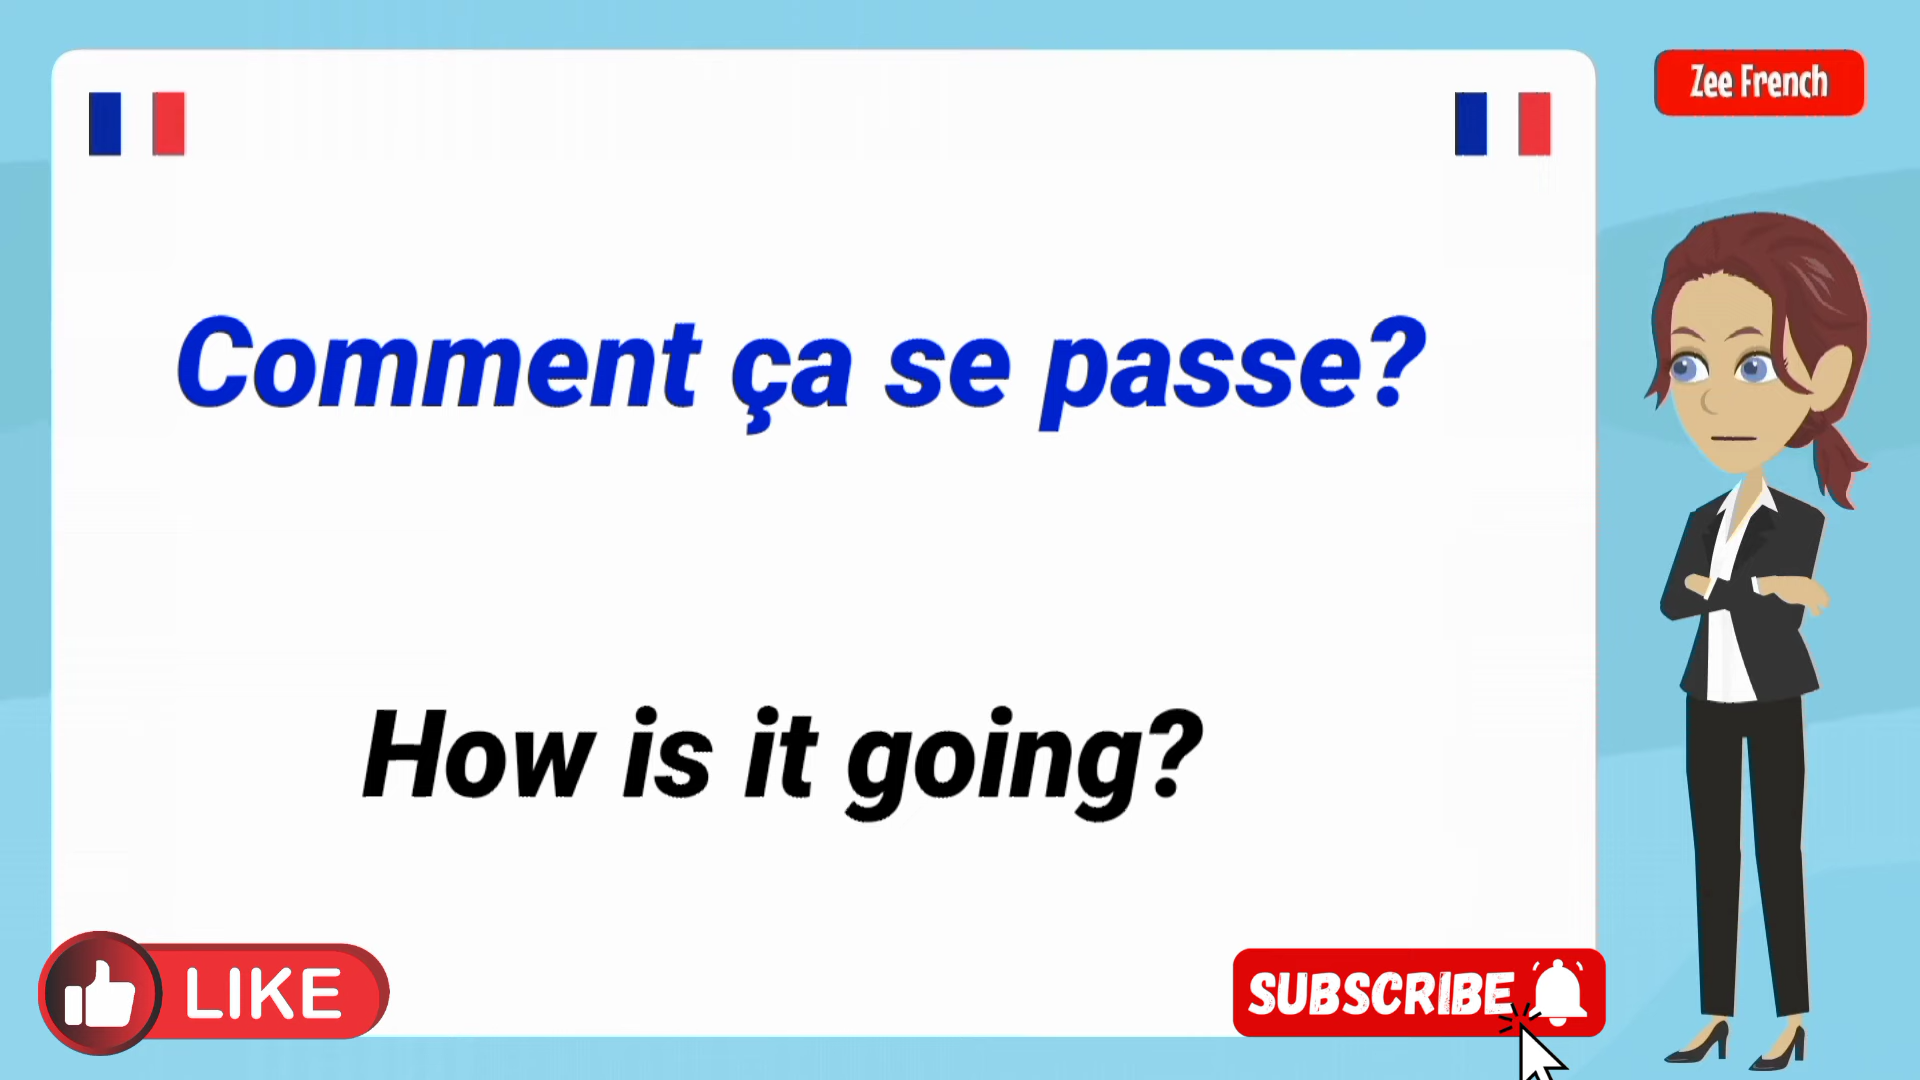 Zee French
Comment ça se passe?
How is it going?
LIKE
SUBSCRIBE